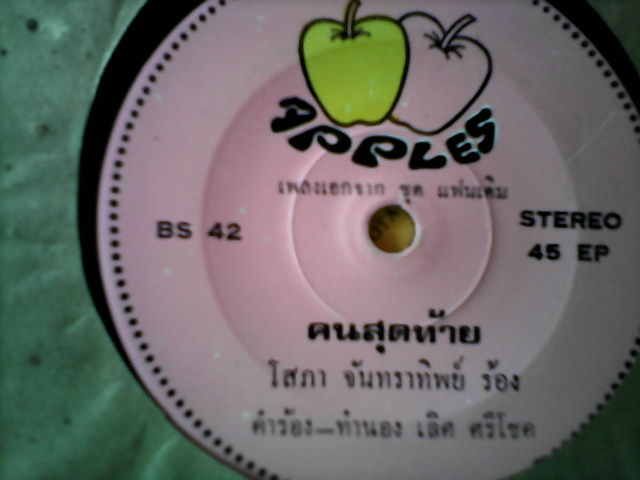 APPLES
เพลงเอกจาก ชุด แฟนเดิม
BS 42
STEREO
45 EP
คนสุดท้าย
โสภา จันทราทิพย์ ร้อง
คำร้อง-ทำนอง เลิศ ศรีโชค